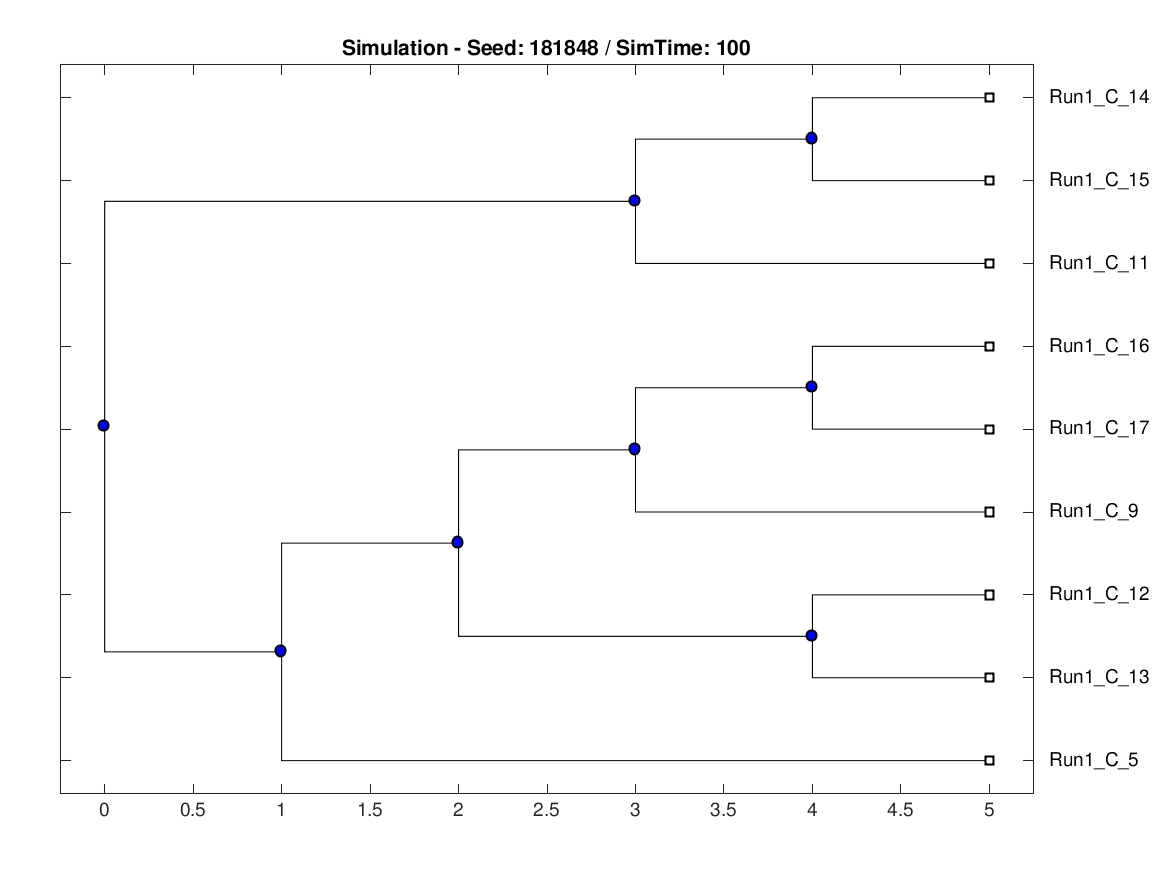 Simulation - Seed: 181848 / SimTime: 100
Run1_C_14
Run1_C_15
Run1_C_11
Run1_C_16
Run1_C_17
Run1_C_9
Run1_C_12
Run1_C_13
Run1_C_5
0 0.5 1 1.5 2 2.5 3 3.5 4 4.5 5